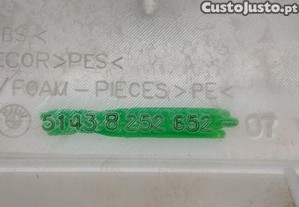 CustoJusto.pt
BS<
ECOR>PES<
/FOAM-PIECES>PE<
5143 8 252 652 07